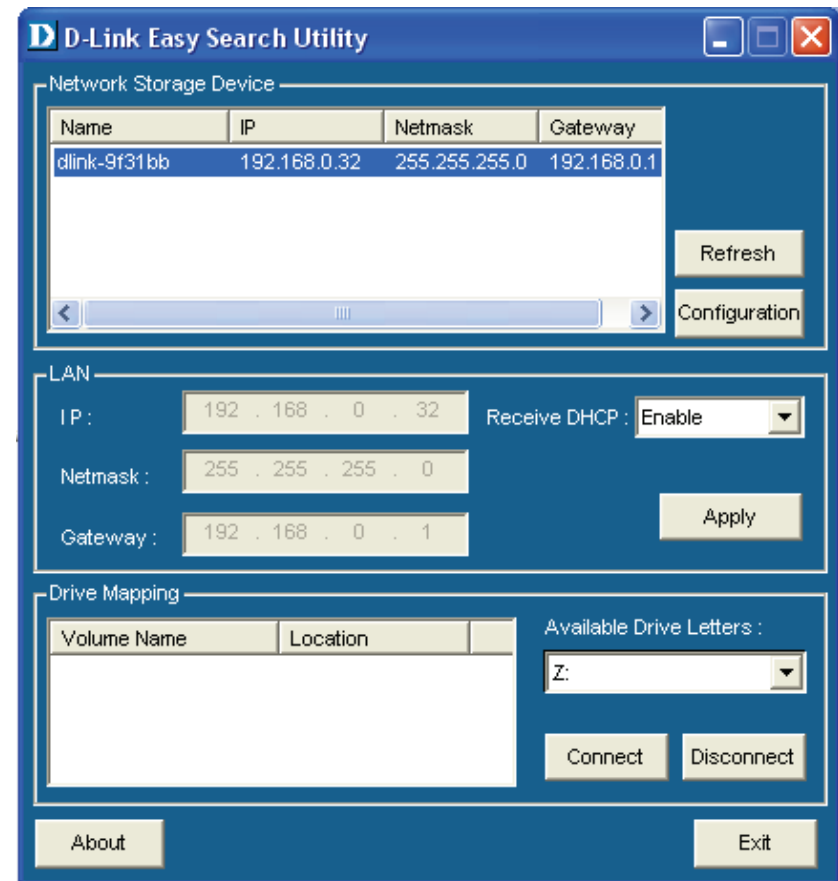 D D-Link Easy Search Utility
Network Storage Device
Name IP Netmask Gateway
dlink-9f31bb 192.168.0.32 255.255.255.0 192.168.0.1
Refresh
Configuration
LAN
IP : 192 . 168 . 0 . 32 Receive DHCP : Enable
Netmask : 255 . 255 . 255 . 0
Apply
Gateway : 192 . 168 . 0 . 1
Drive Mapping
Volume Name Location
Available Drive Letters :
Z:
Connect Disconnect
About Exit